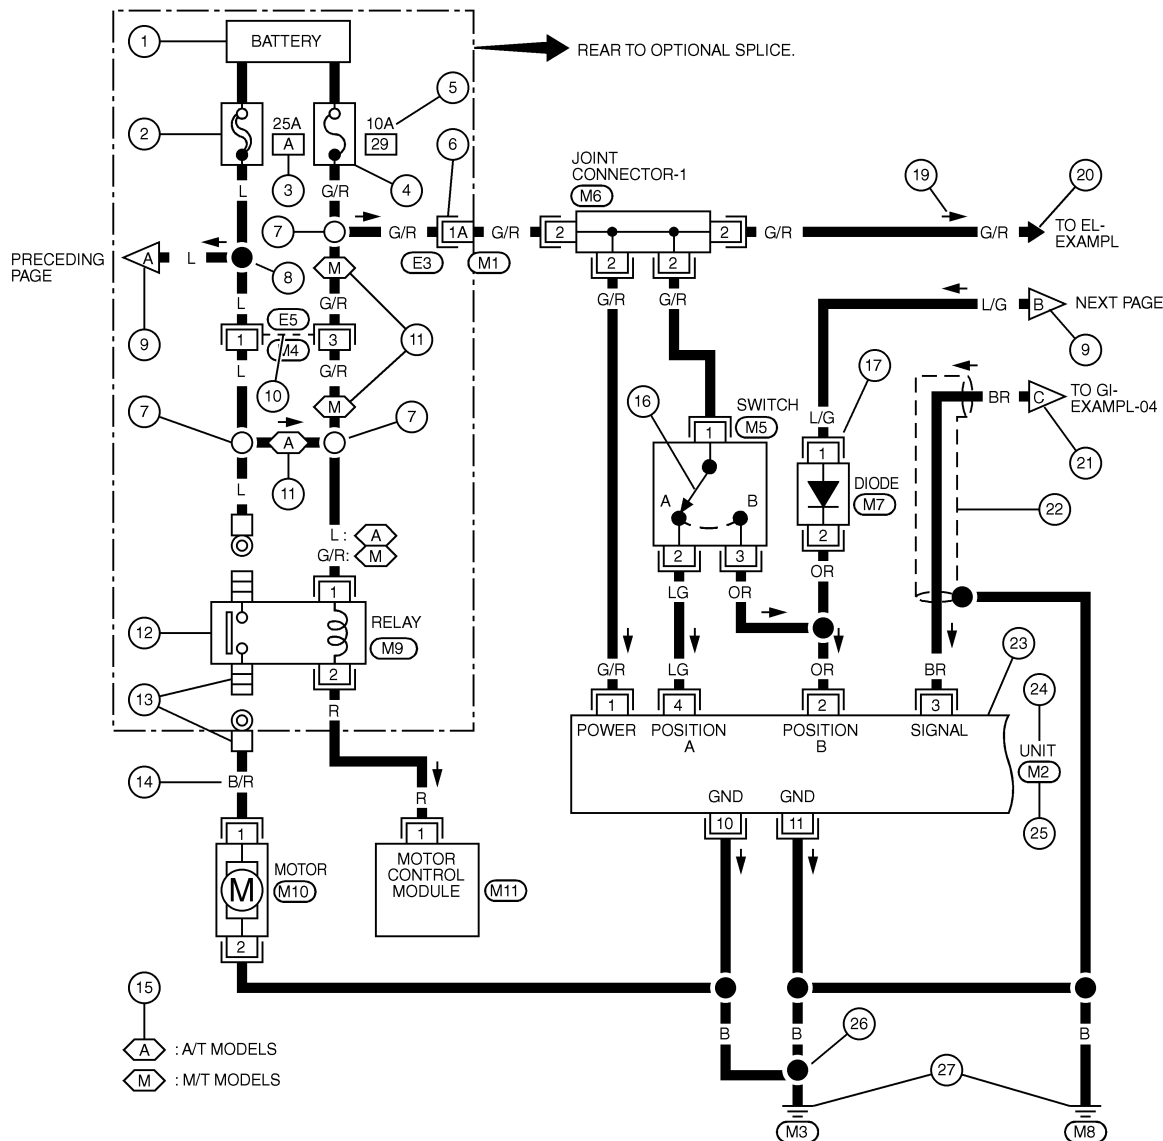 1
BATTERY
REAR TO OPTIONAL SPLICE.
5
2
25A
A
10A
29
6
3
4
JOINT
CONNECTOR-1
M6
19
20
L
G/R
7
G/R
1A
G/R
2
2
G/R
G/R
TO EL-
EXAMPL
E3
M1
2
2
PRECEDING
PAGE
A
L
8
M
G/R
G/R
L
G/R
L/G
B
NEXT PAGE
E5
9
1
3
11
9
M4
L
G/R
10
17
BR
C
TO GI-
EXAMPL-04
M
16
SWITCH
M5
L/G
7
7
1
A
1
21
11
L
A
B
DIODE
M7
22
L :
A
2
G/R:
M
2
3
OR
1
LG
OR
12
RELAY
M9
23
2
G/R
LG
OR
BR
13
R
1
4
2
3
24
POWER
POSITION
A
POSITION
B
SIGNAL
UNIT
M2
14
B/R
R
GND
GND
10
11
25
1
1
MOTOR
CONTROL
MODULE
M11
M
MOTOR
M10
2
15
26
B
B
B
A
: A/T MODELS
27
M
: M/T MODELS
M3
M8